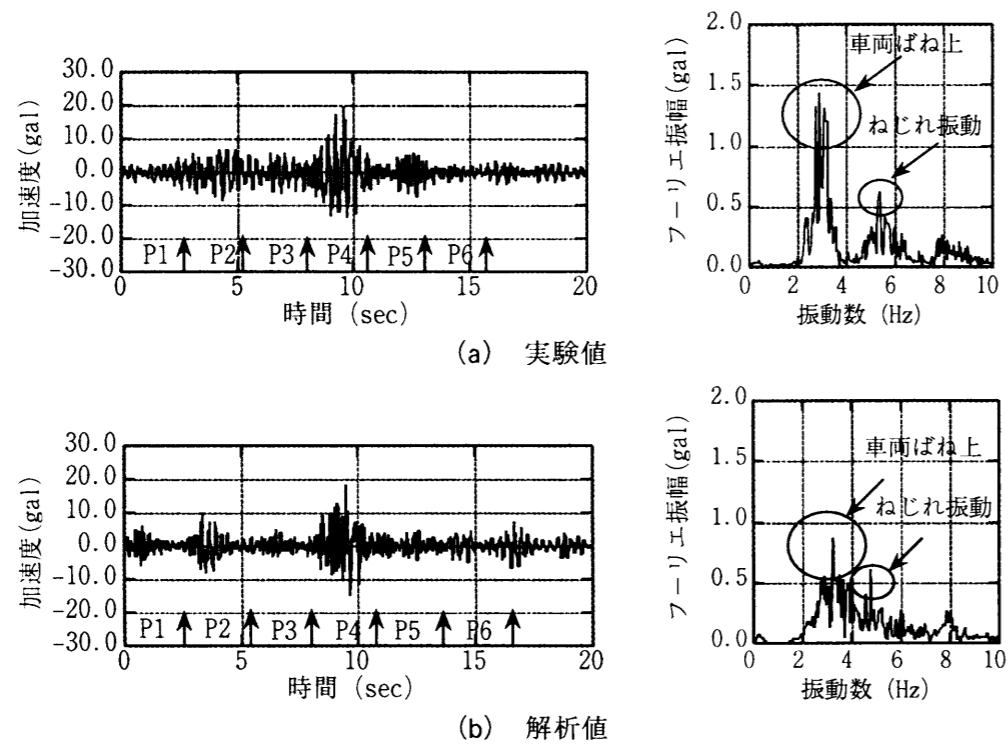 加速度(gal)
30.0
20.0
10.0
0.0
-10.0
-20.0
-30.0
P1 P2 P3 P4 P5 P6
0 5 10 15 20
時間 (sec)
フーリエ振幅(gal)
2.0
1.5
1.0
0.5
0.0
車両ばね上
ねじれ振動
0 2 4 6 8 10
振動数 (Hz)
(a) 実験値
加速度(gal)
30.0
20.0
10.0
0.0
-10.0
-20.0
-30.0
P1 P2 P3 P4 P5 P6
0 5 10 15 20
時間 (sec)
フーリエ振幅(gal)
2.0
1.5
1.0
0.5
0.0
車両ばね上
ねじれ振動
0 2 4 6 8 10
振動数 (Hz)
(b) 解析値